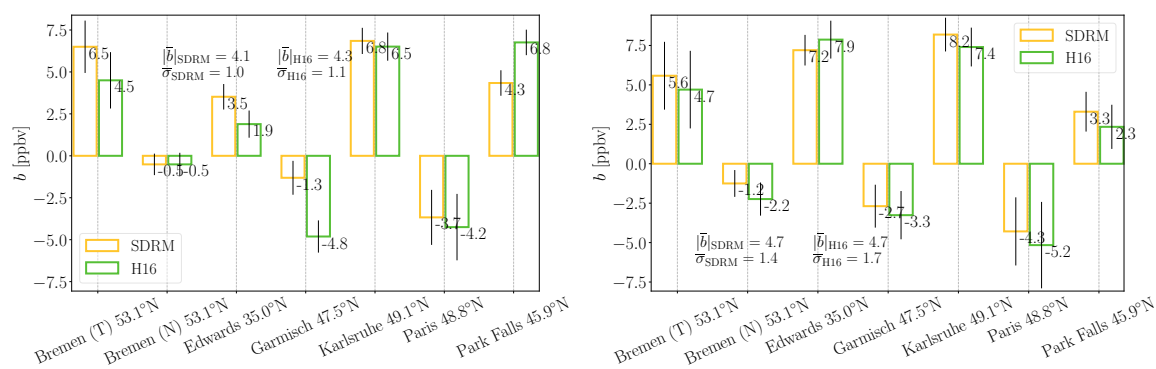 7.5
5.0
2.5
0.0
−2.5
−5.0
−7.5
b [ppbv]
6.5
4.5
-0.5
-0.5
3.5
1.9
-1.3
-4.8
6.8
6.5
-3.7
-4.2
4.3
6.8
|b̅|SDRM = 4.1
σ̅SDRM = 1.0
|b̅|H16 = 4.3
σ̅H16 = 1.1
SDRM
H16
Bremen (T) 53.1°N
Bremen (N) 53.1°N
Edwards 35.0°N
Garmisch 47.5°N
Karlsruhe 49.1°N
Paris 48.8°N
Park Falls 45.9°N
7.5
5.0
2.5
0.0
−2.5
−5.0
−7.5
b [ppbv]
5.6
4.7
-1.2
-2.2
7.2
7.9
-2.7
-3.3
8.2
7.4
-4.3
-5.2
3.3
2.3
SDRM
H16
|b̅|SDRM = 4.7
σ̅SDRM = 1.4
|b̅|H16 = 4.7
σ̅H16 = 1.7
Bremen (T) 53.1°N
Bremen (N) 53.1°N
Edwards 35.0°N
Garmisch 47.5°N
Karlsruhe 49.1°N
Paris 48.8°N
Park Falls 45.9°N